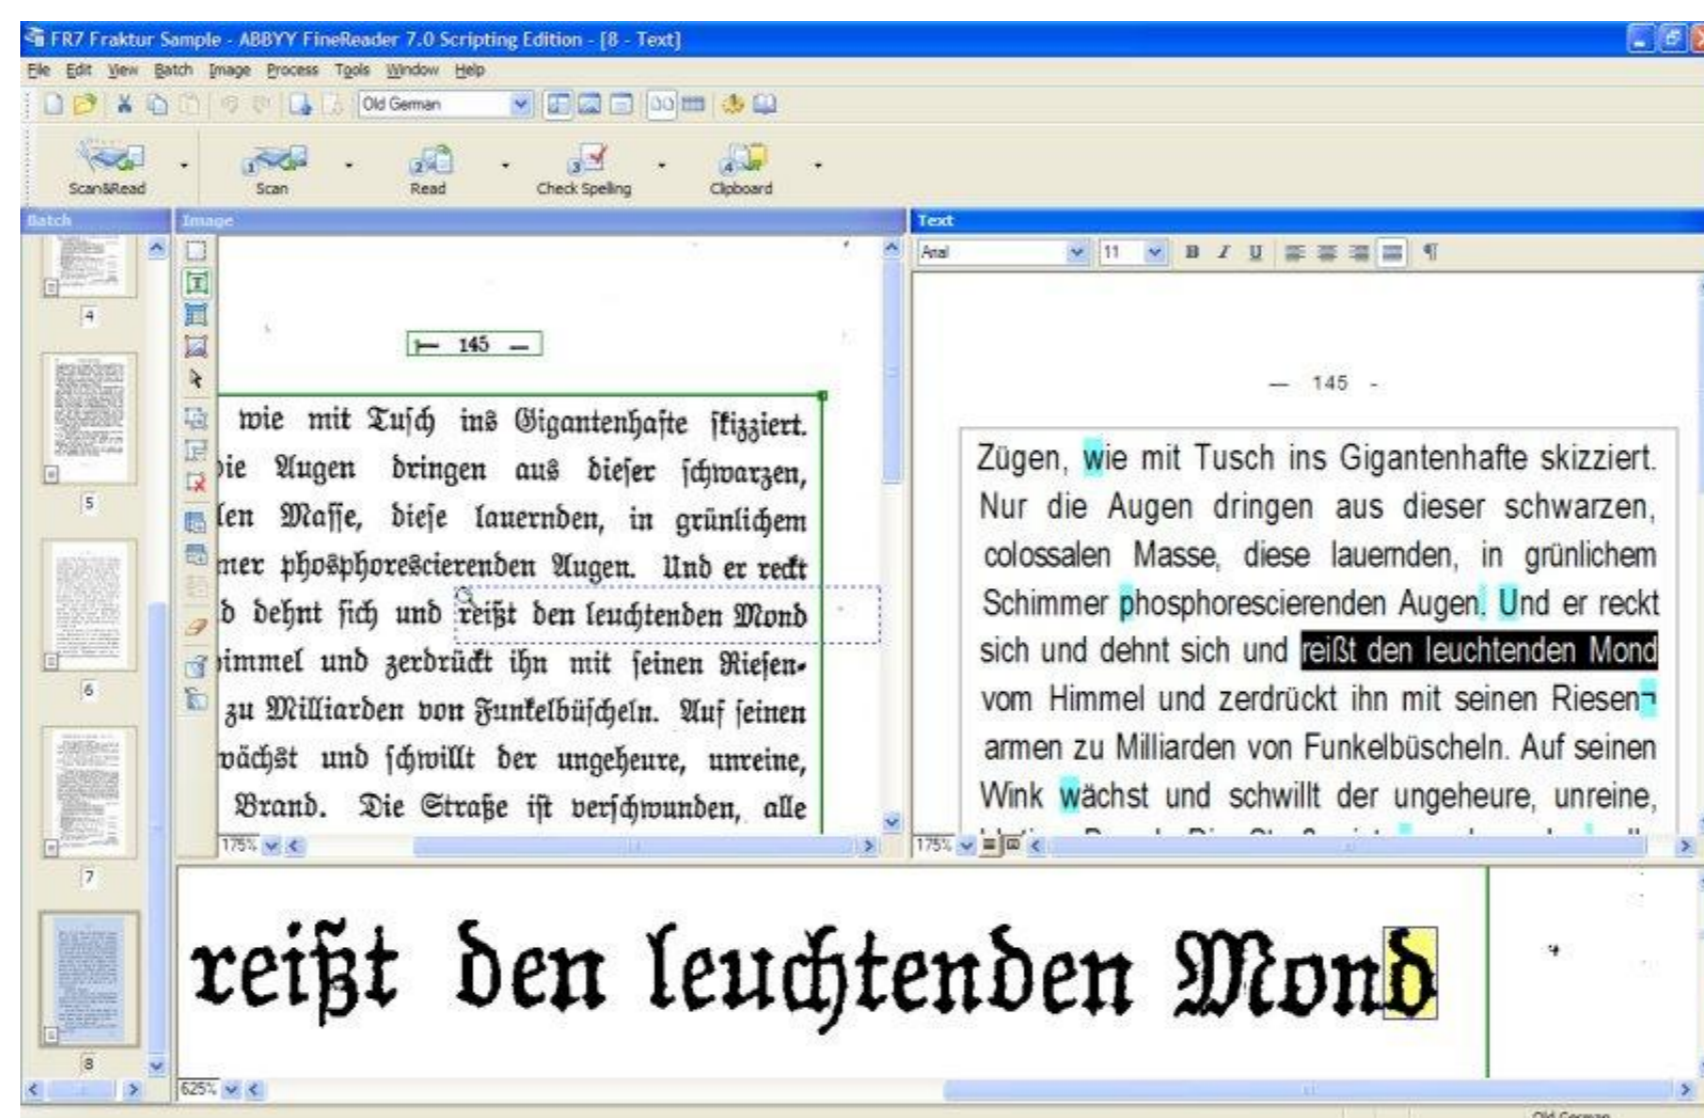 FR7 Fraktur Sample - ABBYY FineReader 7.0 Scripting Edition - [8 - Text]
File Edit View Batch Image Process Tools Window Help
Old German
Scan&Read Scan Read Check Spelling Clipboard
Batch
4
5
6
7
8
Image
— 145 —
wie mit Tuſch ins Gigantenhafte ſkizziert.
die Augen dringen aus dieſer ſchwarzen,
len Maſſe, dieſe lauernden, in grünlichem
mer phosphorescierenden Augen. Und er reckt
d dehnt ſich und reißt den leuchtenden Mond
immel und zerdrückt ihn mit ſeinen Rieſen-
zu Milliarden von Funkelbüſcheln. Auf ſeinen
wächst und ſchwillt der ungeheure, unreine,
Brand. Die Straße iſt verſchwunden, alle
175%
Text
Arial 11 B I U ¶
— 145 -
Zügen, wie mit Tusch ins Gigantenhafte skizziert.
Nur die Augen dringen aus dieser schwarzen,
colossalen Masse, diese lauernden, in grünlichem
Schimmer phosphorescierenden Augen. Und er reckt
sich und dehnt sich und reißt den leuchtenden Mond
vom Himmel und zerdrückt ihn mit seinen Riesen¬
armen zu Milliarden von Funkelbüscheln. Auf seinen
Wink wächst und schwillt der ungeheure, unreine,
175%
reißt den leuchtenden Mond
625%
Old German